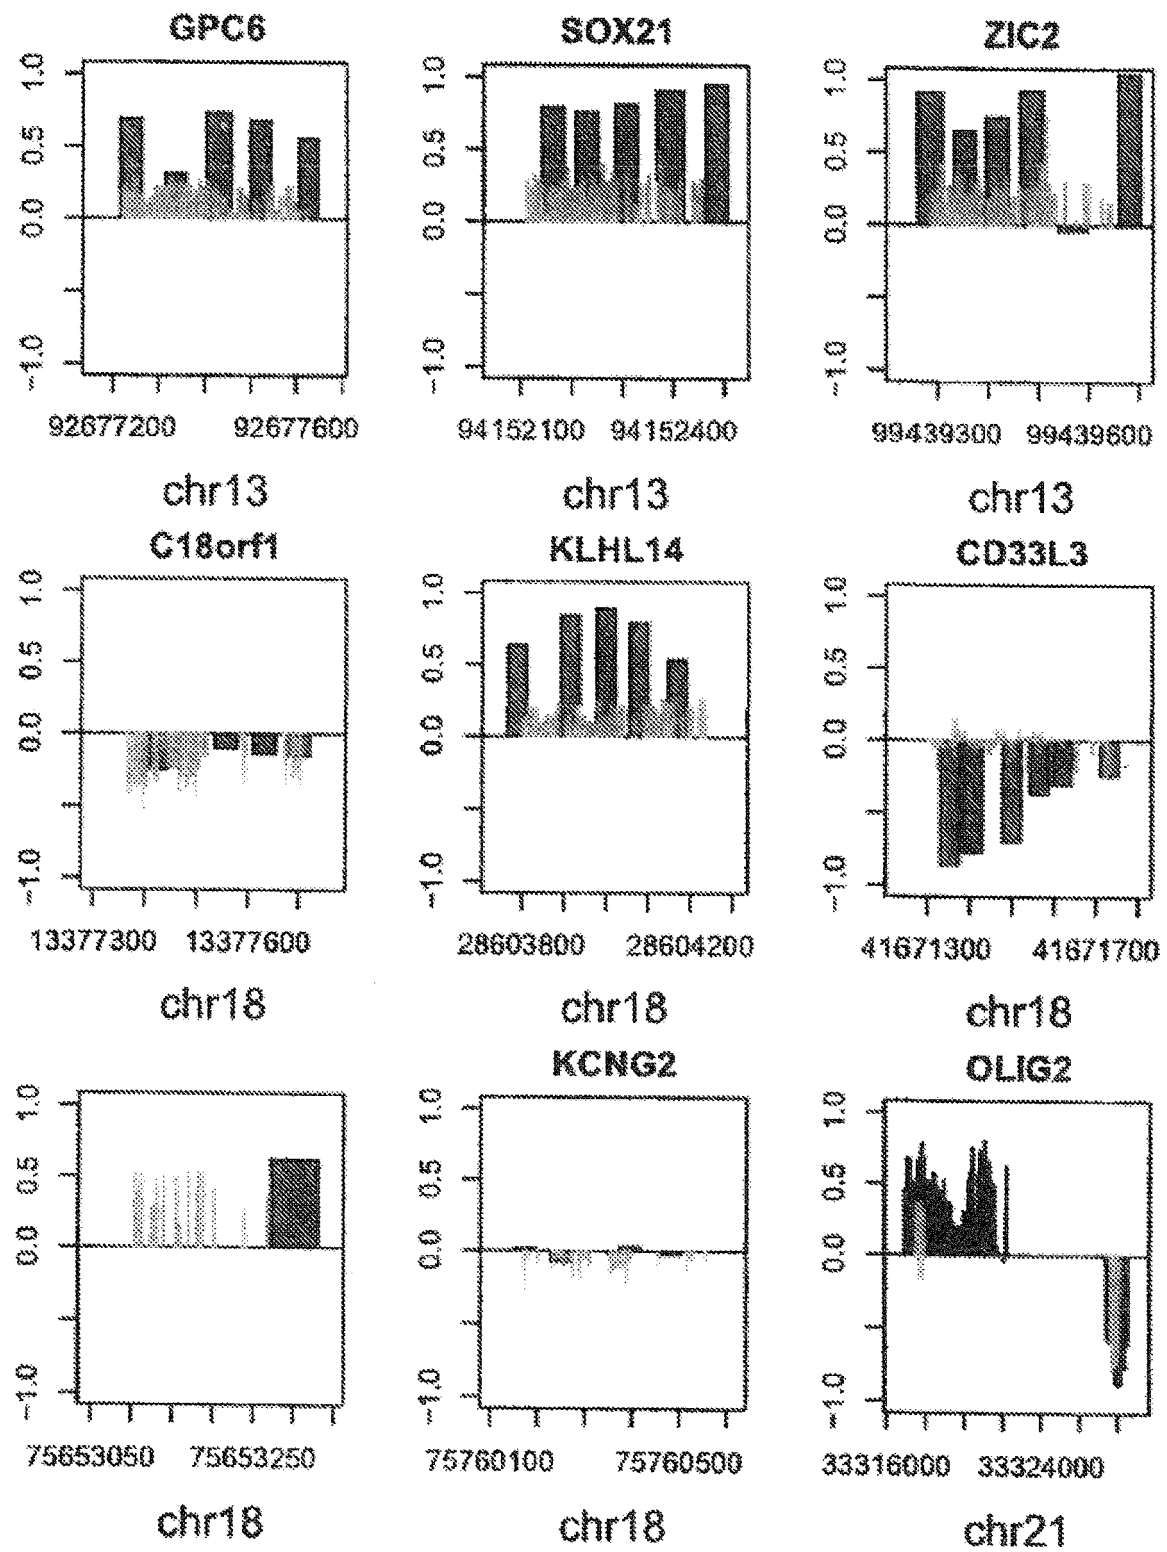 GPC6 SOX21 ZIC2
1.0 1.0 1.0
0.5 0.5 0.5
0.0 0.0 0.0
-1.0 -1.0 -1.0
92677200 92677600 94152100 94152400 99439300 99439600
chr13 chr13 chr13
C18orf1 KLHL14 CD33L3
1.0 1.0 1.0
0.5 0.5 0.5
0.0 0.0 0.0
-1.0 -1.0 -1.0
13377300 13377600 28603800 28604200 41671300 41671700
chr18 chr18 chr18
KCNG2 OLIG2
1.0 1.0 1.0
0.5 0.5 0.5
0.0 0.0 0.0
-1.0 -1.0 -1.0
75653050 75653250 75760100 75760500 33316000 33324000
chr18 chr18 chr21